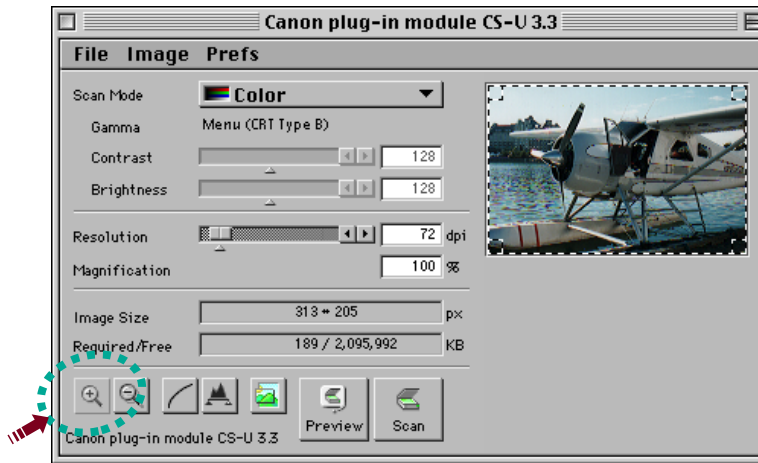 Canon plug-in module CS-U 3.3
File Image Prefs
Scan Mode Color
Gamma Menu (CRT Type B)
Contrast 128
Brightness 128
Resolution 72 dpi
Magnification 100 %
Image Size 313 * 205 px
Required/Free 189 / 2,095,992 KB
Preview Scan
Canon plug-in module CS-U 3.3